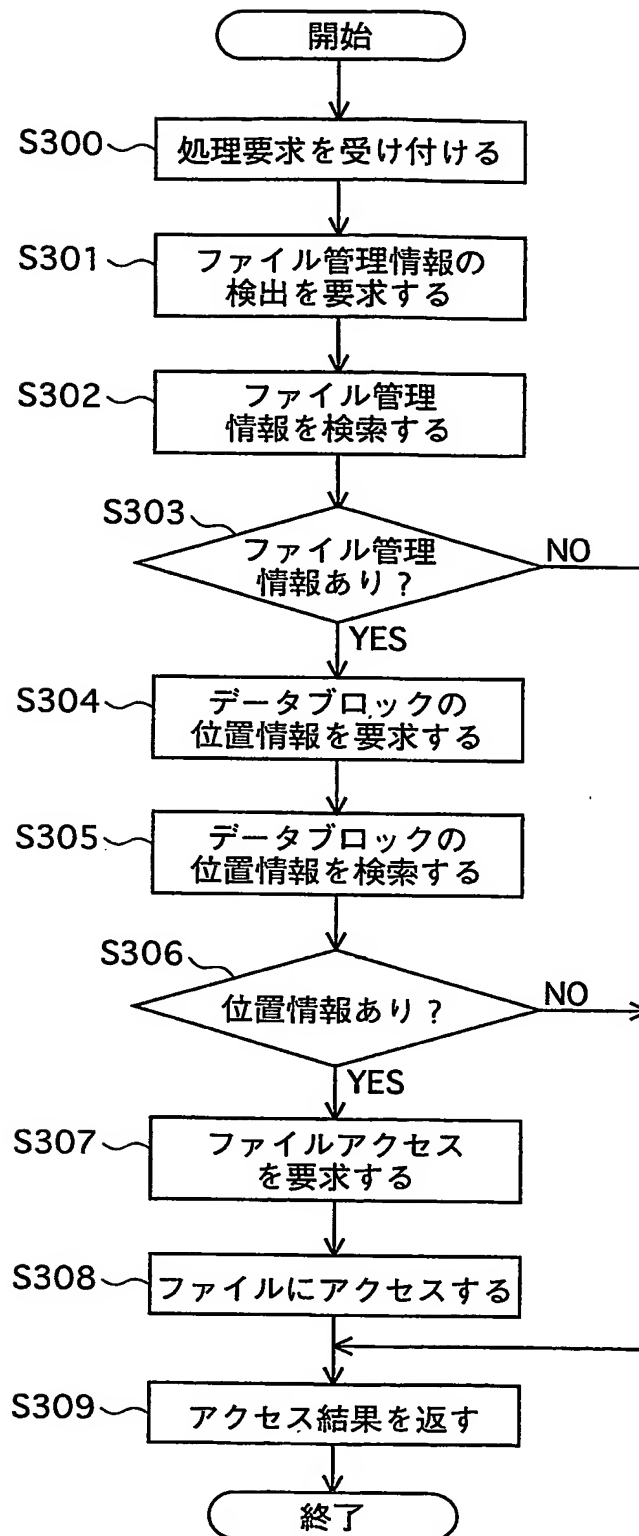 開始
S300
処理要求を受け付ける
S301
ファイル管理情報の
検出を要求する
S302
ファイル管理
情報を検索する
S303
ファイル管理
情報あり？
NO
YES
S304
データブロックの
位置情報を要求する
S305
データブロックの
位置情報を検索する
S306
位置情報あり？
NO
YES
S307
ファイルアクセス
を要求する
S308
ファイルにアクセスする
S309
アクセス結果を返す
終了